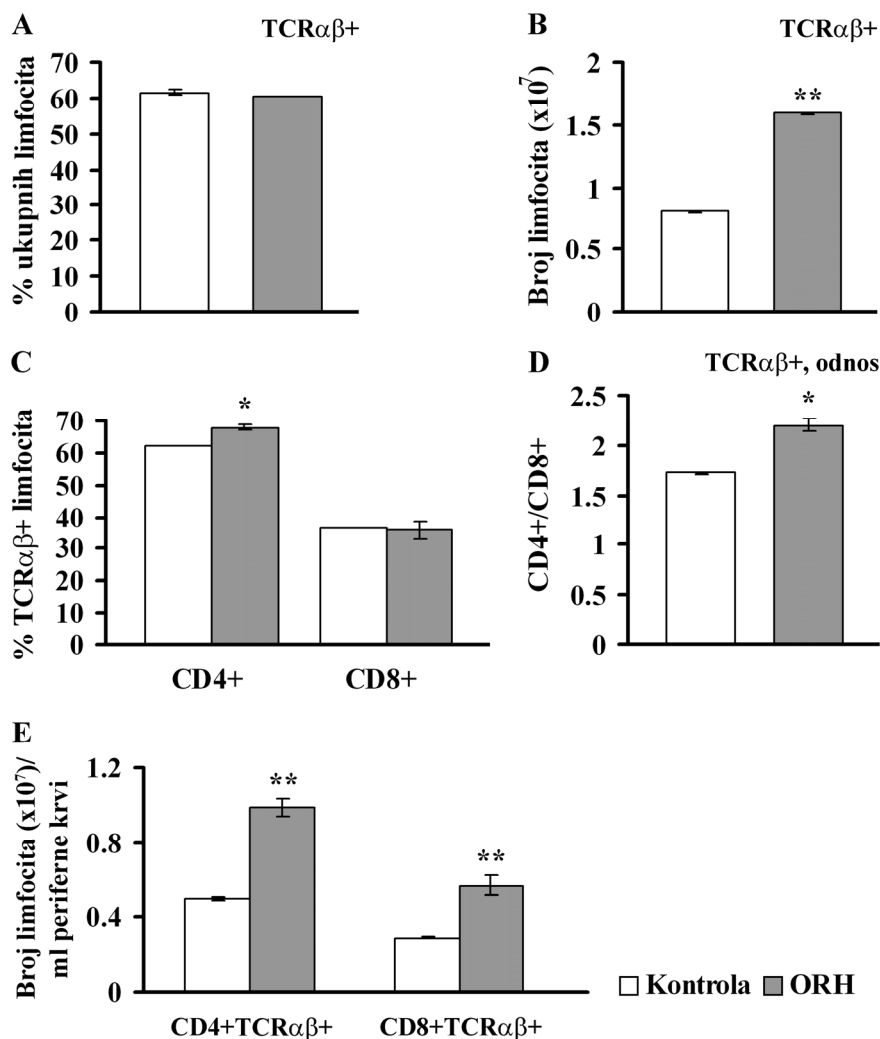 A
TCRαβ+
% ukupnih limfocita
70
60
50
40
30
20
10
0
B
TCRαβ+
Broj limfocita (x10⁷)
2
**
1.5
1
0.5
0
C
% TCRαβ+ limfocita
70
60
50
40
30
20
10
0
*
CD4+
CD8+
D
TCRαβ+, odnos
CD4+/CD8+
2.5
*
2
1.5
1
0.5
0
E
Broj limfocita (x10⁷)/
ml periferne krvi
1.2
0.8
0.4
0
**
**
CD4+TCRαβ+
CD8+TCRαβ+
Kontrola
ORH